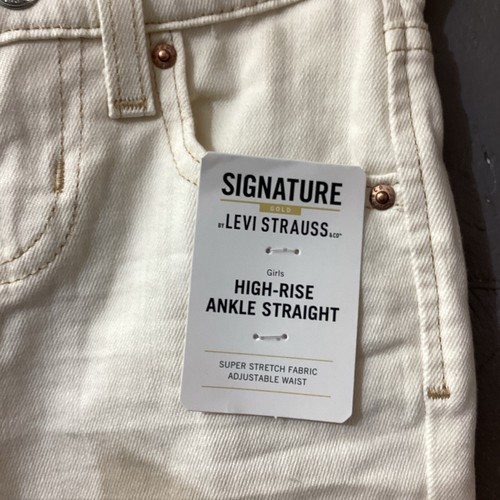 SIGNATURE
GOLD
BY LEVI STRAUSS & CO®
Girls
HIGH-RISE
ANKLE STRAIGHT
SUPER STRETCH FABRIC
ADJUSTABLE WAIST